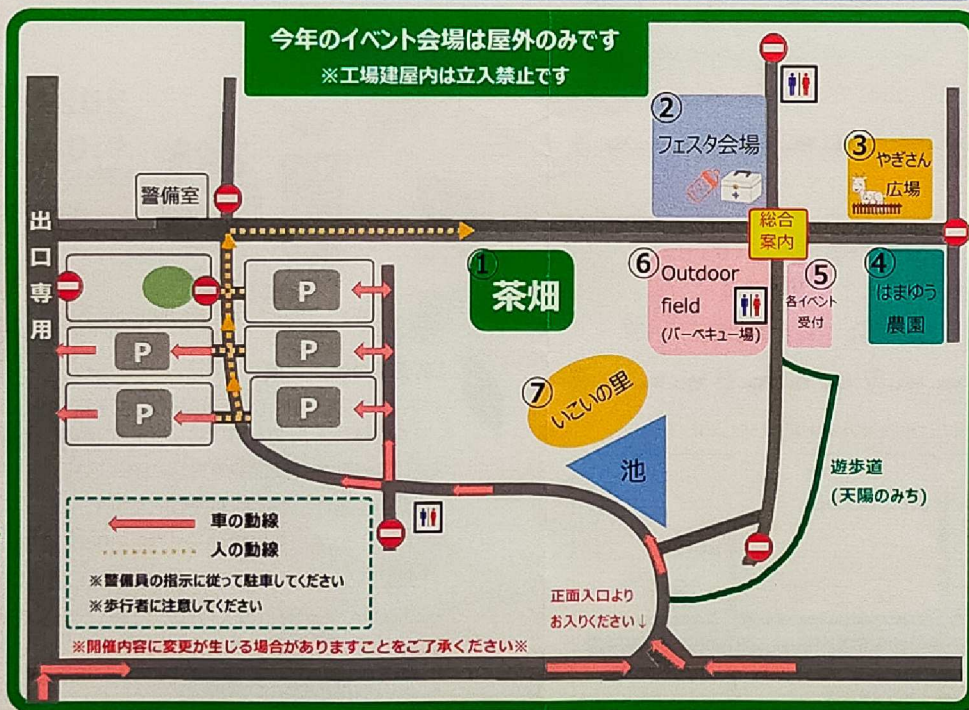 今年のイベント会場は屋外のみです
※工場建屋内は立入禁止です
②
フェスタ会場
③
やぎさん
広場
警備室
総合
案内
出口専用
①
茶畑
⑥
Outdoor
field
(バーベキュー場)
⑤
各イベント
受付
④
はまゆう
農園
P
P
P
P
P
⑦
いこいの里
池
遊歩道
(天陽のみち)
車の動線
人の動線
※警備員の指示に従って駐車してください
※歩行者に注意してください
正面入口より
お入りください↓
※開催内容に変更が生じる場合がありますことをご了承ください※